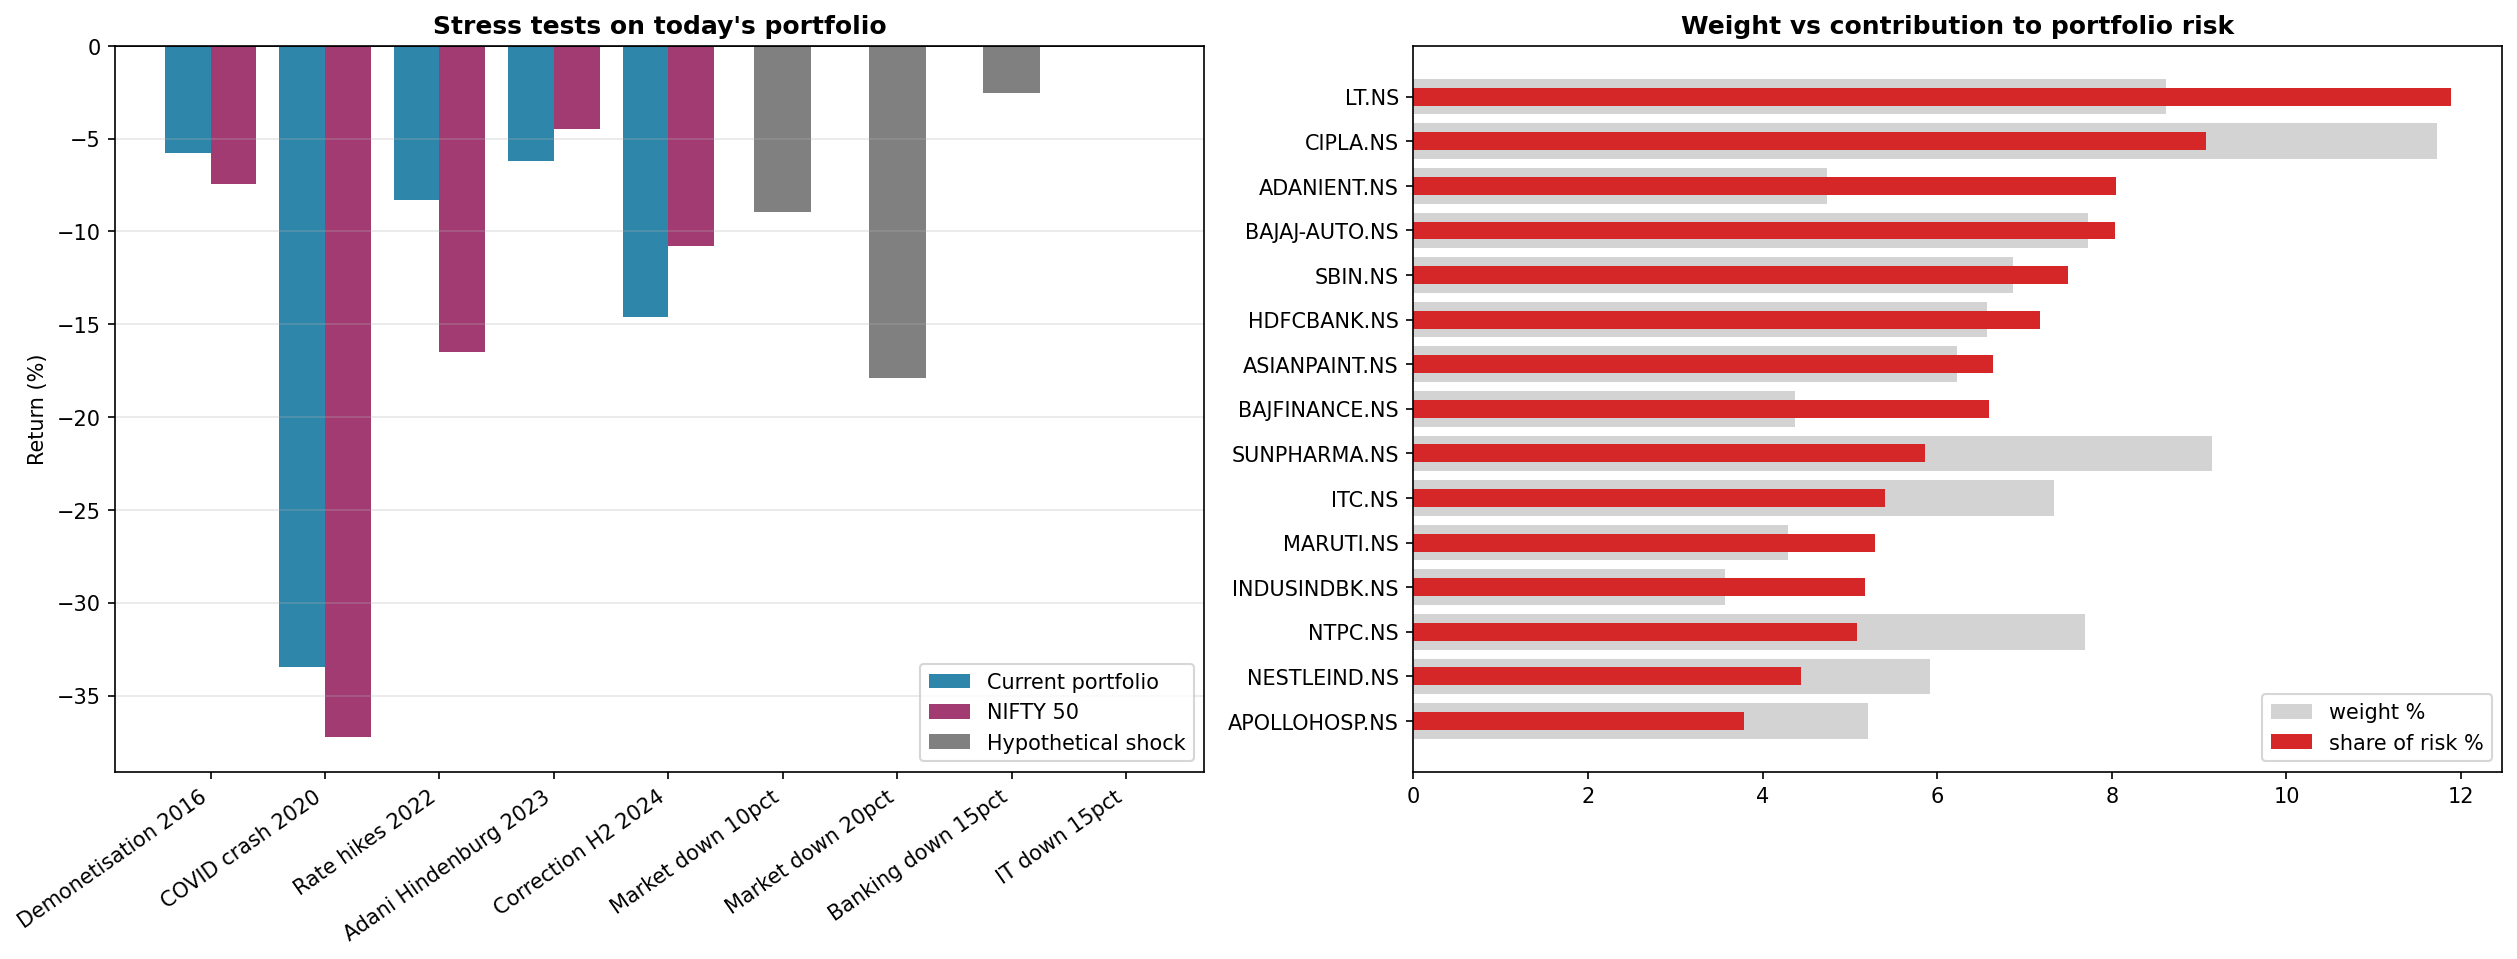 Stress tests on today's portfolio
Return (%)
0
−5
−10
−15
−20
−25
−30
−35
Demonetisation 2016
COVID crash 2020
Rate hikes 2022
Adani Hindenburg 2023
Correction H2 2024
Market down 10pct
Market down 20pct
Banking down 15pct
IT down 15pct
Current portfolio
NIFTY 50
Hypothetical shock
Weight vs contribution to portfolio risk
LT.NS
CIPLA.NS
ADANIENT.NS
BAJAJ-AUTO.NS
SBIN.NS
HDFCBANK.NS
ASIANPAINT.NS
BAJFINANCE.NS
SUNPHARMA.NS
ITC.NS
MARUTI.NS
INDUSINDBK.NS
NTPC.NS
NESTLEIND.NS
APOLLOHOSP.NS
0 2 4 6 8 10 12
weight %
share of risk %